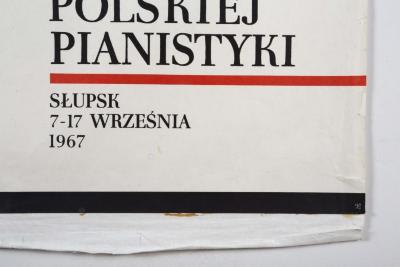 POLSKIEJ
PIANISTYKI
SŁUPSK
7-17 WRZEŚNIA
1967